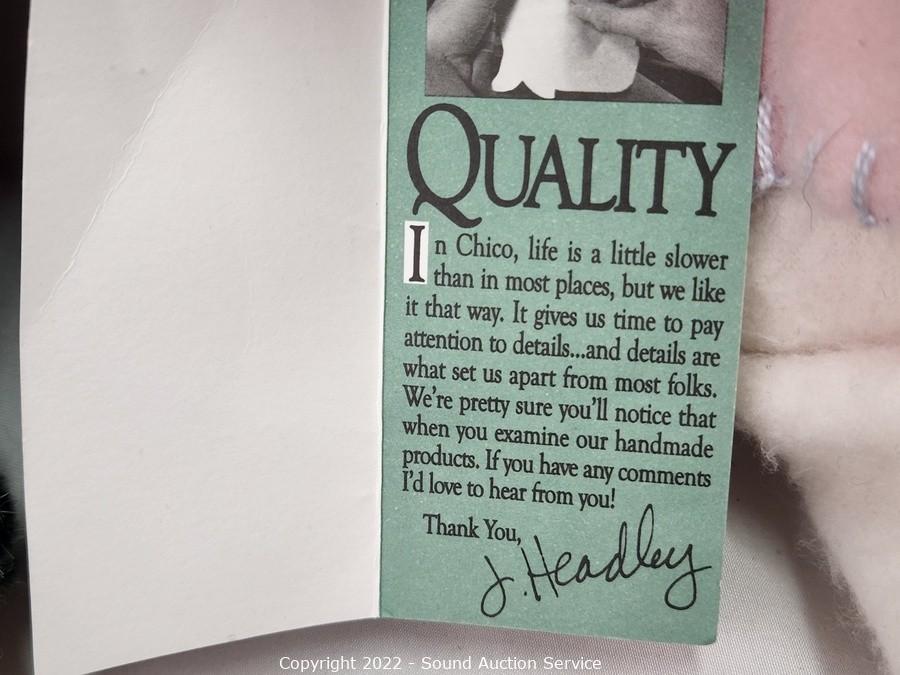 QUALITY
In Chico, life is a little slower
than in most places, but we like
it that way. It gives us time to pay
attention to details...and details are
what set us apart from most folks.
We're pretty sure you'll notice that
when you examine our handmade
products. If you have any comments
I'd love to hear from you!
Thank You,
J. Headley
Copyright 2022 - Sound Auction Service